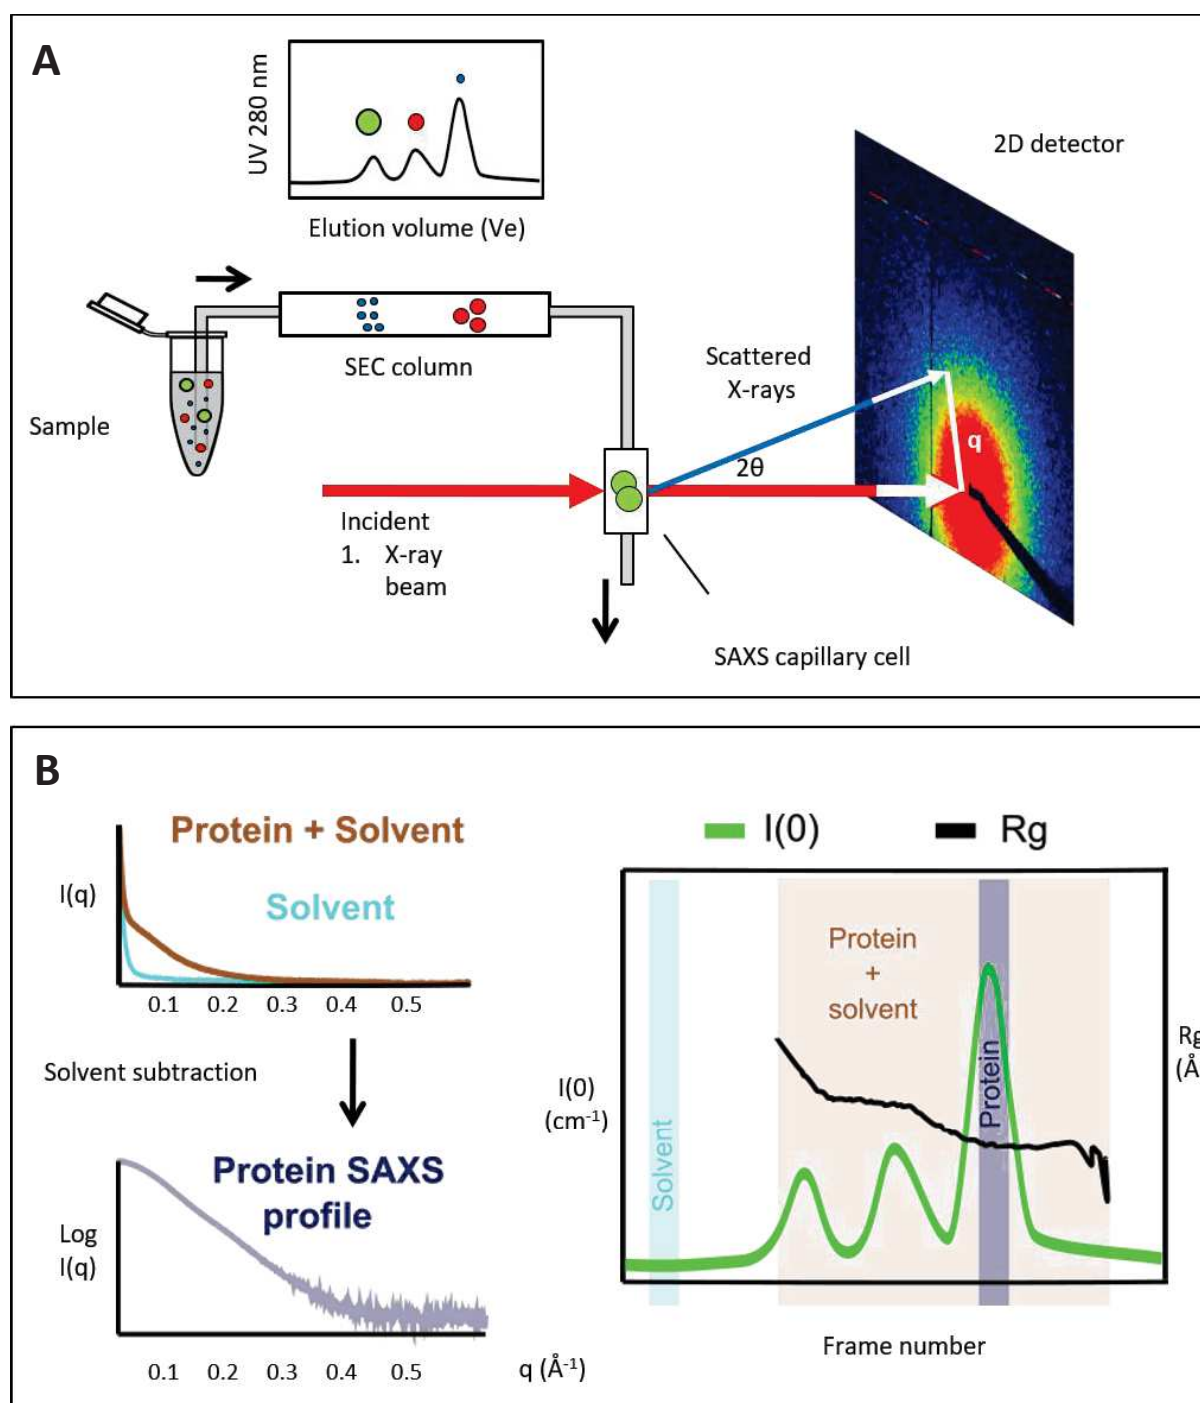 A
UV 280 nm
Elution volume (Ve)
2D detector
SEC column
Scattered
X-rays
Sample
q
2θ
Incident
1. X-ray
beam
SAXS capillary cell
B
Protein + Solvent
I(q)
Solvent
0.1 0.2 0.3 0.4 0.5
Solvent subtraction
Protein SAXS
profile
Log
I(q)
0.1 0.2 0.3 0.4 0.5
q (Å⁻¹)
I(0) Rg
Protein
+
solvent
Solvent
Protein
I(0)
(cm⁻¹)
Rg
(Å
Frame number